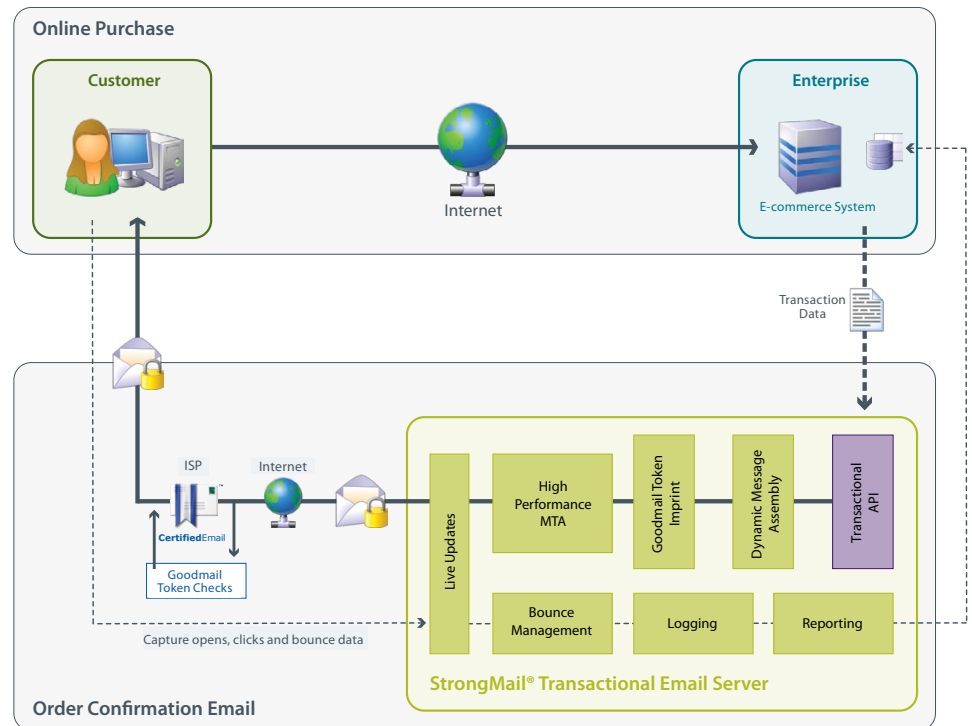 Online Purchase
Customer
Enterprise
Internet
E-commerce System
Transaction
Data
ISP
Internet
CertifiedEmail
™
Goodmail
Token Checks
Live Updates
High
Performance
MTA
Goodmail Token
Imprint
Dynamic Message
Assembly
Transactional
API
Bounce
Management
Logging
Reporting
Capture opens, clicks and bounce data
StrongMail® Transactional Email Server
Order Confirmation Email